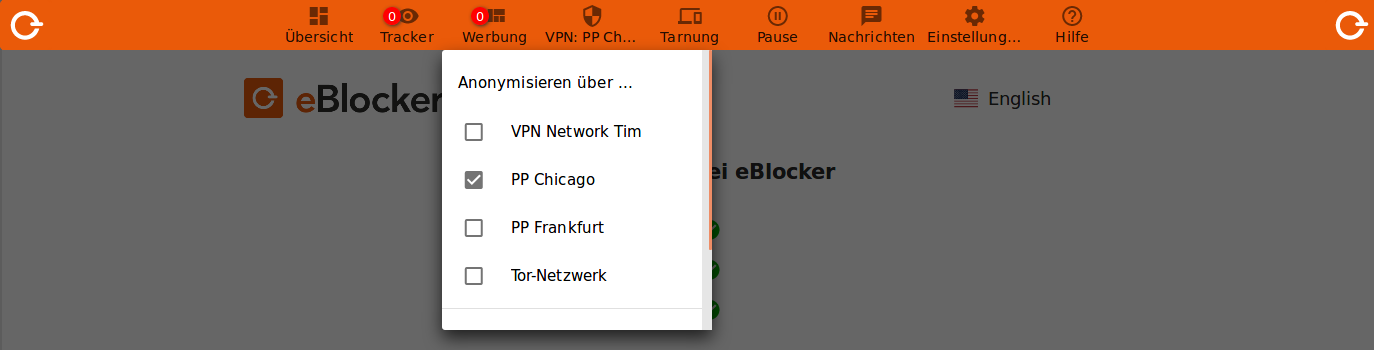 0
0
Übersicht
Tracker
Werbung
VPN: PP Ch...
Tarnung
Pause
Nachrichten
Einstellung...
Hilfe
eBlocker
English
Anonymisieren über ...
ei eBlocker
VPN Network Tim
PP Chicago
PP Frankfurt
Tor-Netzwerk